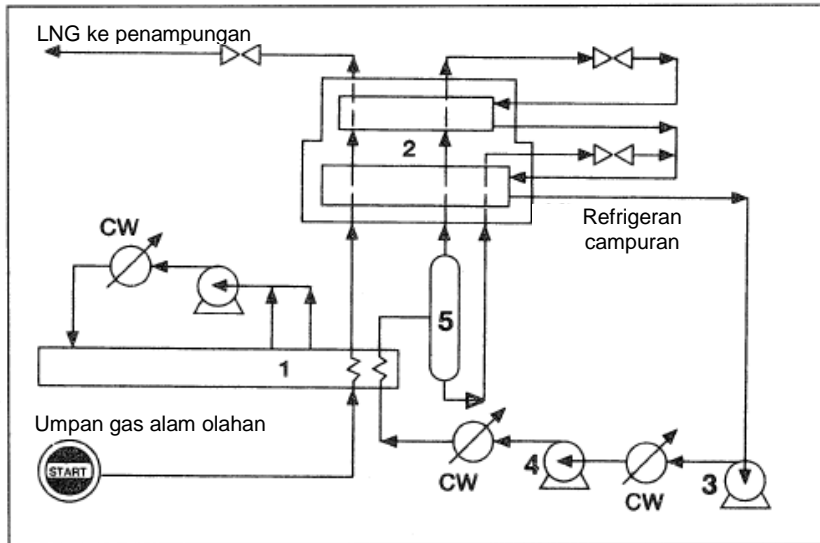 LNG ke penampungan
2
Refrigeran
campuran
CW
5
1
Umpan gas alam olahan
START
CW
4
CW
3